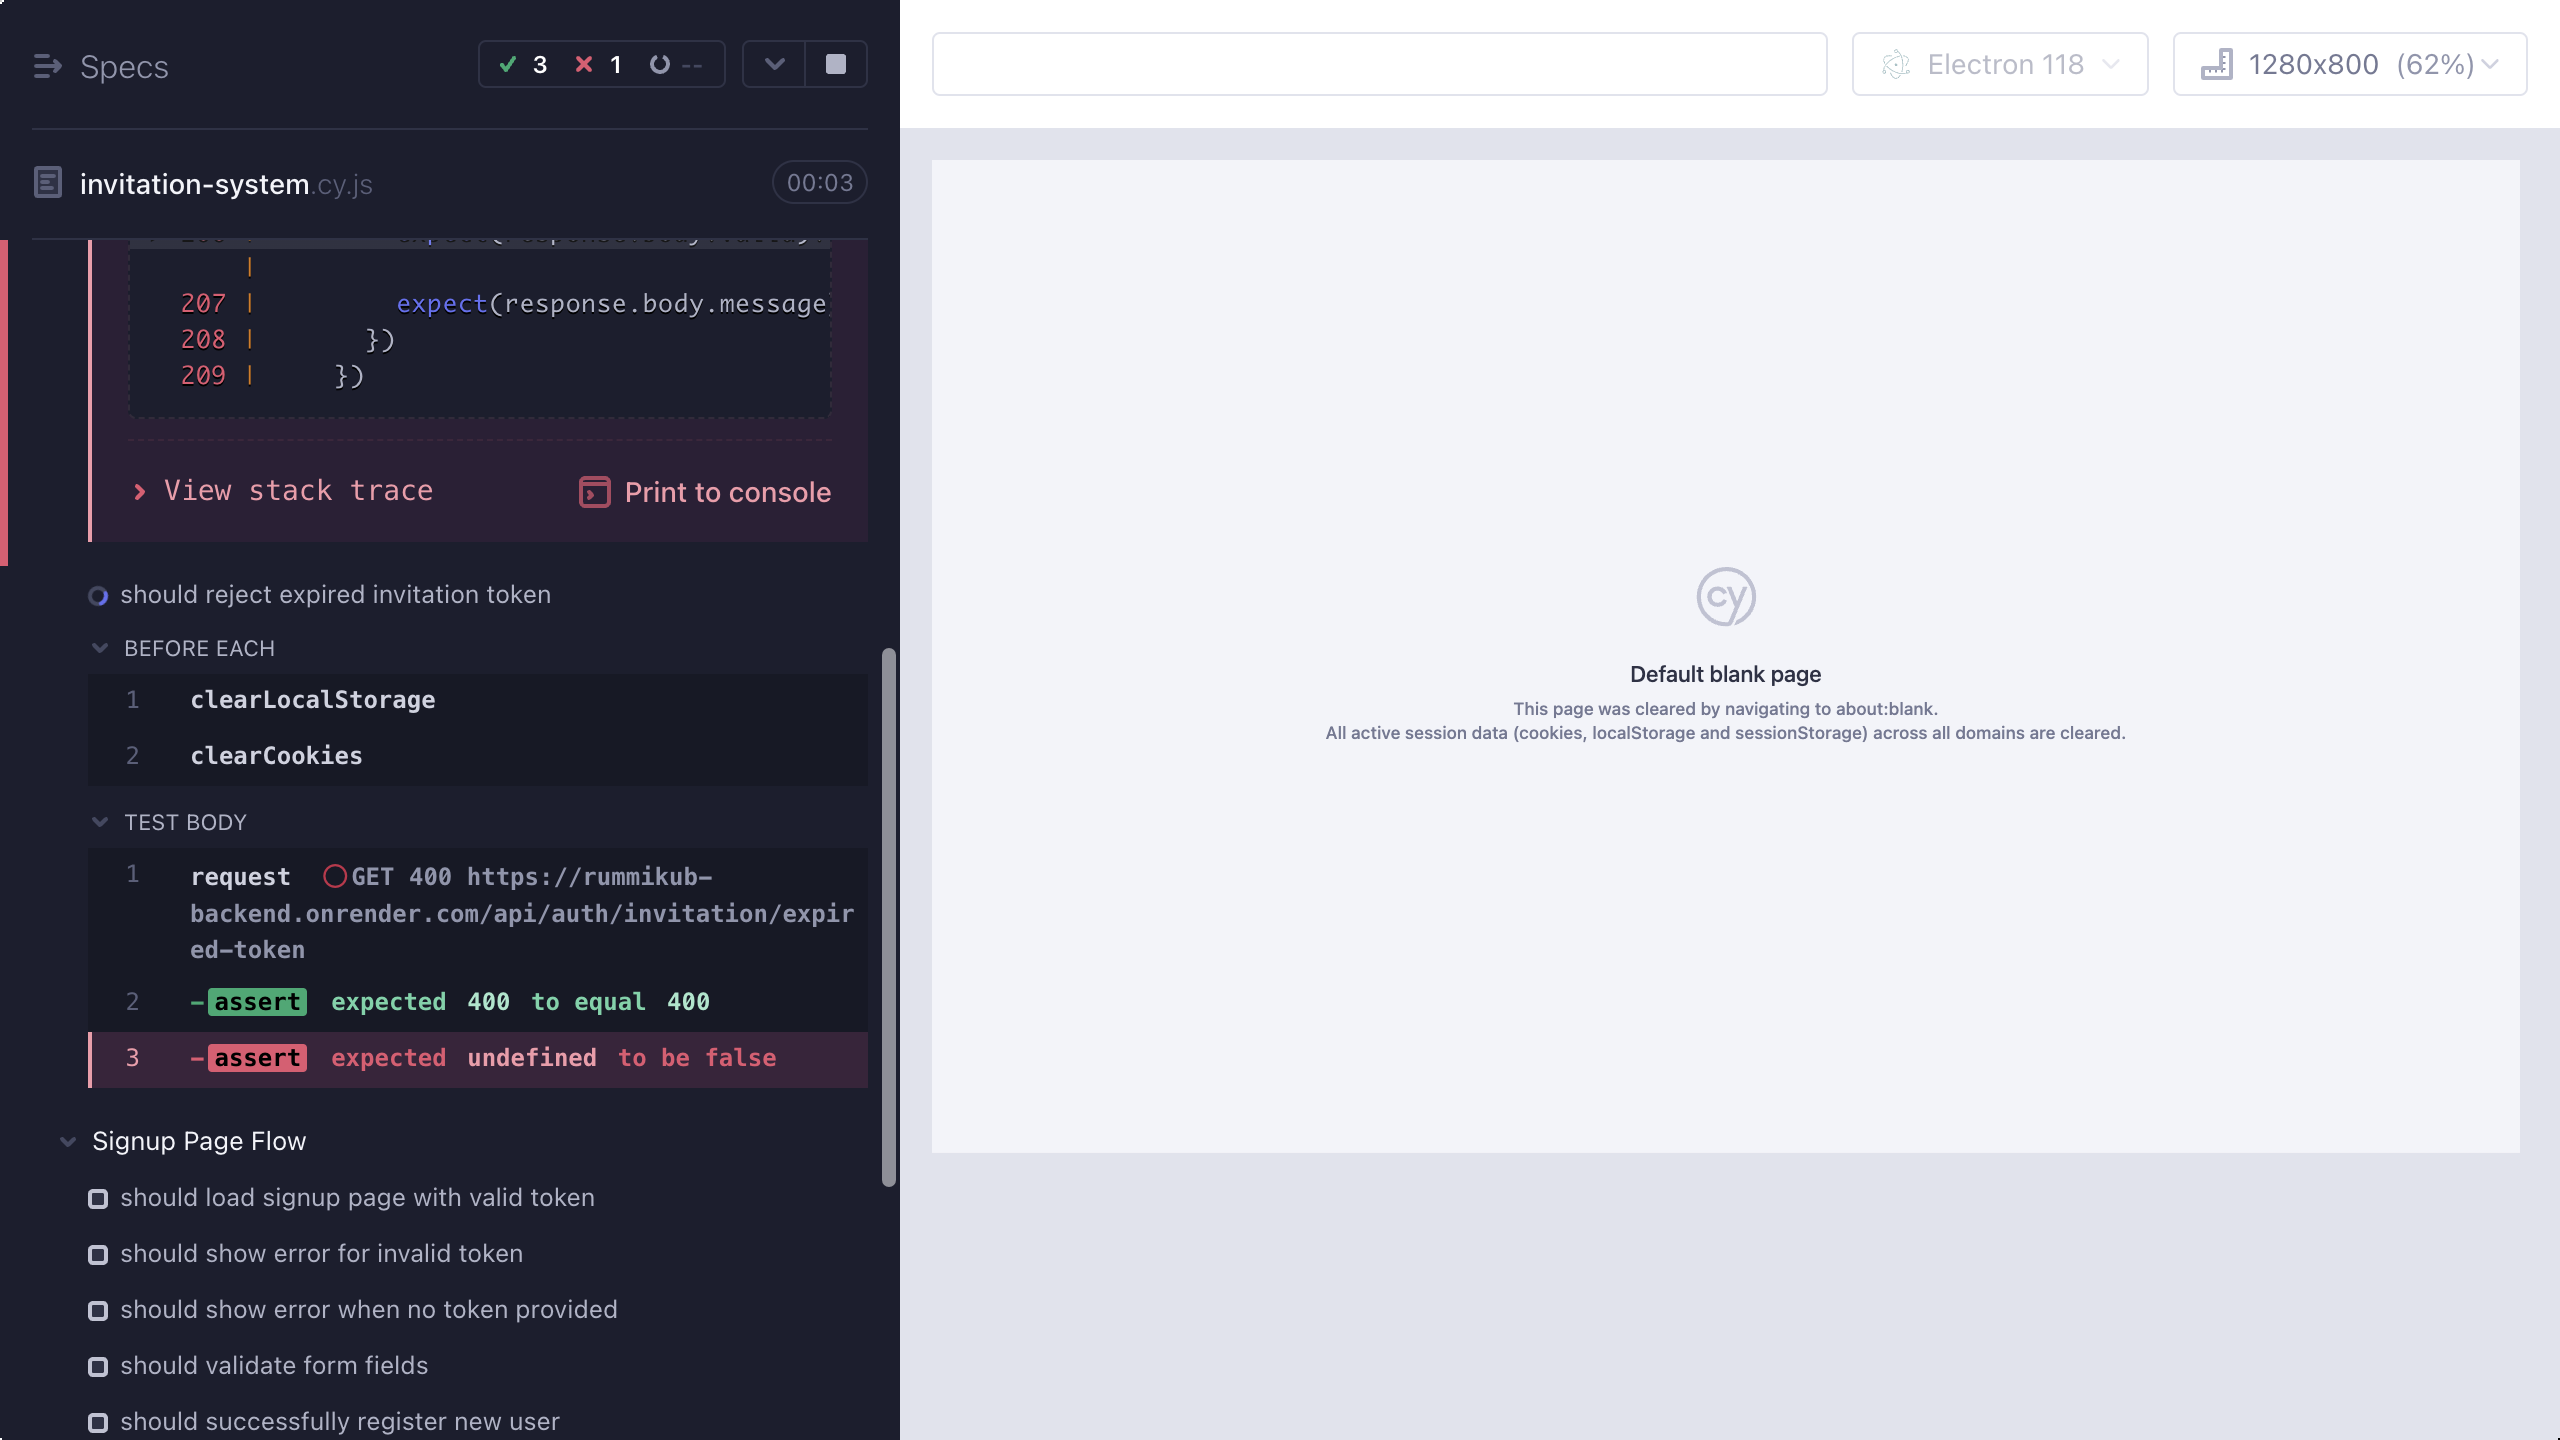 Specs
3 1 --
Electron 118
1280x800 (62%)
invitation-system.cy.js
00:03
|
207 | expect(response.body.message
208 | })
209 | })
View stack trace
Print to console
should reject expired invitation token
BEFORE EACH
1 clearLocalStorage
2 clearCookies
TEST BODY
1 request GET 400 https://rummikub-
backend.onrender.com/api/auth/invitation/expir
ed-token
2 -assert expected 400 to equal 400
3 -assert expected undefined to be false
Signup Page Flow
should load signup page with valid token
should show error for invalid token
should show error when no token provided
should validate form fields
should successfully register new user
cy
Default blank page
This page was cleared by navigating to about:blank.
All active session data (cookies, localStorage and sessionStorage) across all domains are cleared.